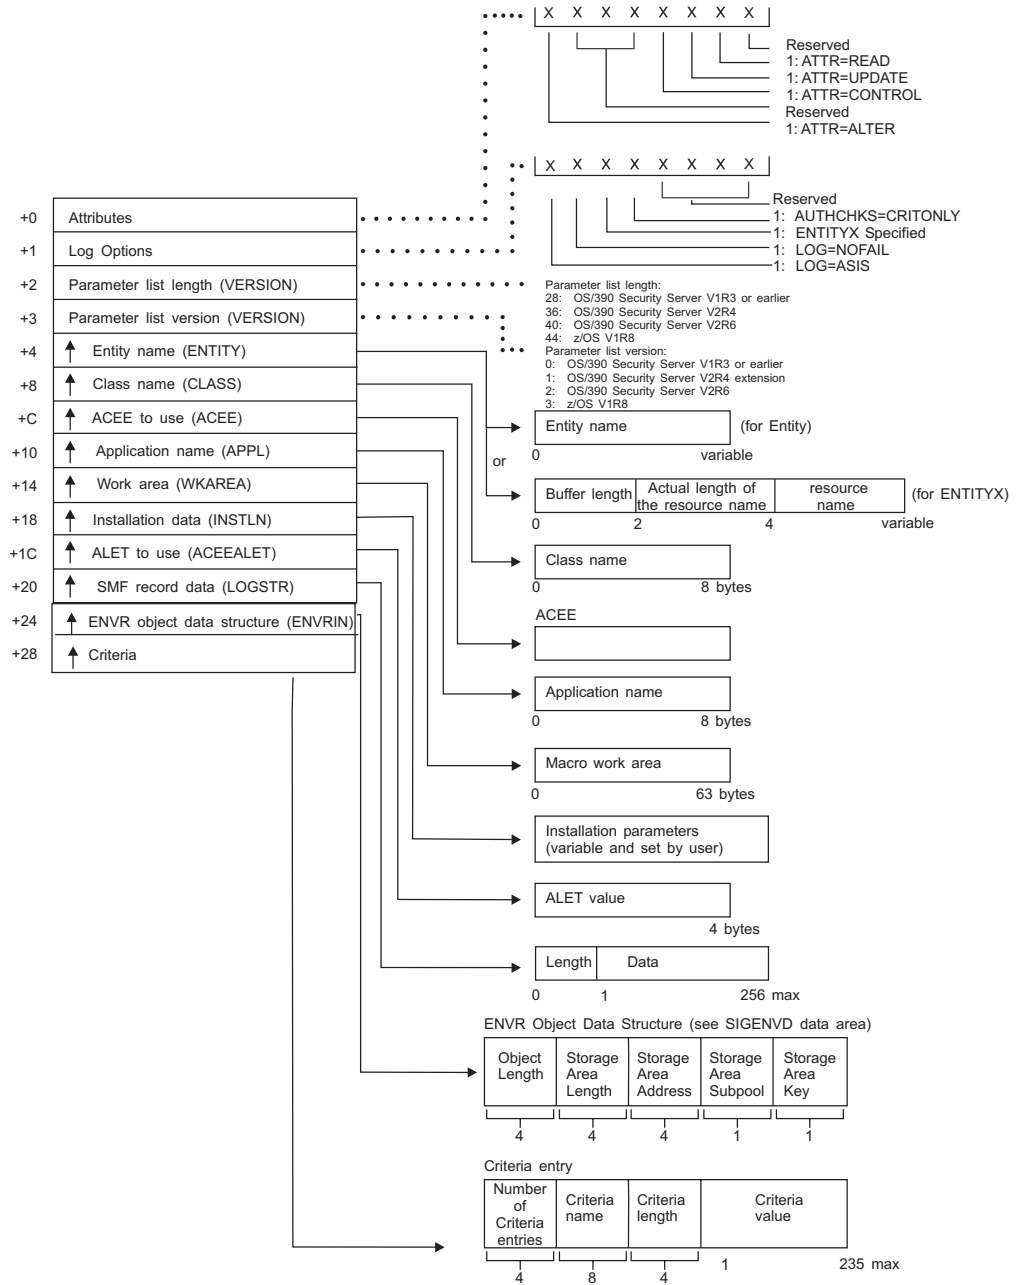 X X X X X X X X
Reserved
1: ATTR=READ
1: ATTR=UPDATE
1: ATTR=CONTROL
Reserved
1: ATTR=ALTER
X X X X X X X X
Reserved
1: AUTHCHKS=CRITONLY
1: ENTITYX Specified
1: LOG=NOFAIL
1: LOG=ASIS
+0 Attributes
+1 Log Options
+2 Parameter list length (VERSION)
+3 Parameter list version (VERSION)
+4 Entity name (ENTITY)
+8 Class name (CLASS)
+C ACEE to use (ACEE)
+10 Application name (APPL)
+14 Work area (WKAREA)
+18 Installation data (INSTLN)
+1C ALET to use (ACEEALET)
+20 SMF record data (LOGSTR)
+24 ENVR object data structure (ENVRIN)
+28 Criteria
Parameter list length:
28: OS/390 Security Server V1R3 or earlier
36: OS/390 Security Server V2R4
40: OS/390 Security Server V2R6
44: z/OS V1R8
Parameter list version:
0: OS/390 Security Server V1R3 or earlier
1: OS/390 Security Server V2R4 extension
2: OS/390 Security Server V2R6
3: z/OS V1R8
Entity name (for Entity)
0 variable
or
Buffer length
Actual length of
the resource name
resource
name
(for ENTITYX)
0 2 4 variable
Class name
0 8 bytes
ACEE
Application name
0 8 bytes
Macro work area
0 63 bytes
Installation parameters
(variable and set by user)
ALET value
4 bytes
Length Data
0 1 256 max
ENVR Object Data Structure (see SIGENVD data area)
Object
Length
Storage
Area
Length
Storage
Area
Address
Storage
Area
Subpool
Storage
Area
Key
4 4 4 1 1
Criteria entry
Number
of
Criteria
entries
Criteria
name
Criteria
length
Criteria
value
4 8 4 1 235 max